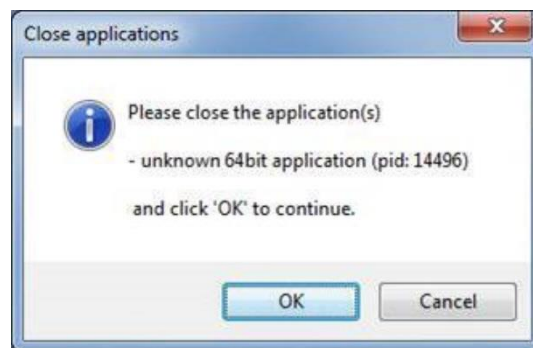 Close applications
Please close the application(s)
- unknown 64bit application (pid: 14496)
and click 'OK' to continue.
OK
Cancel